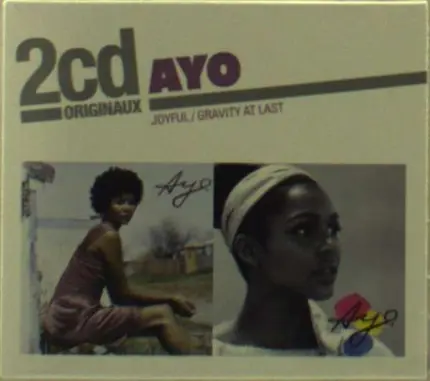 2cd AYO
ORIGINAUX
JOYFUL / GRAVITY AT LAST
Ayo.
Ayo.